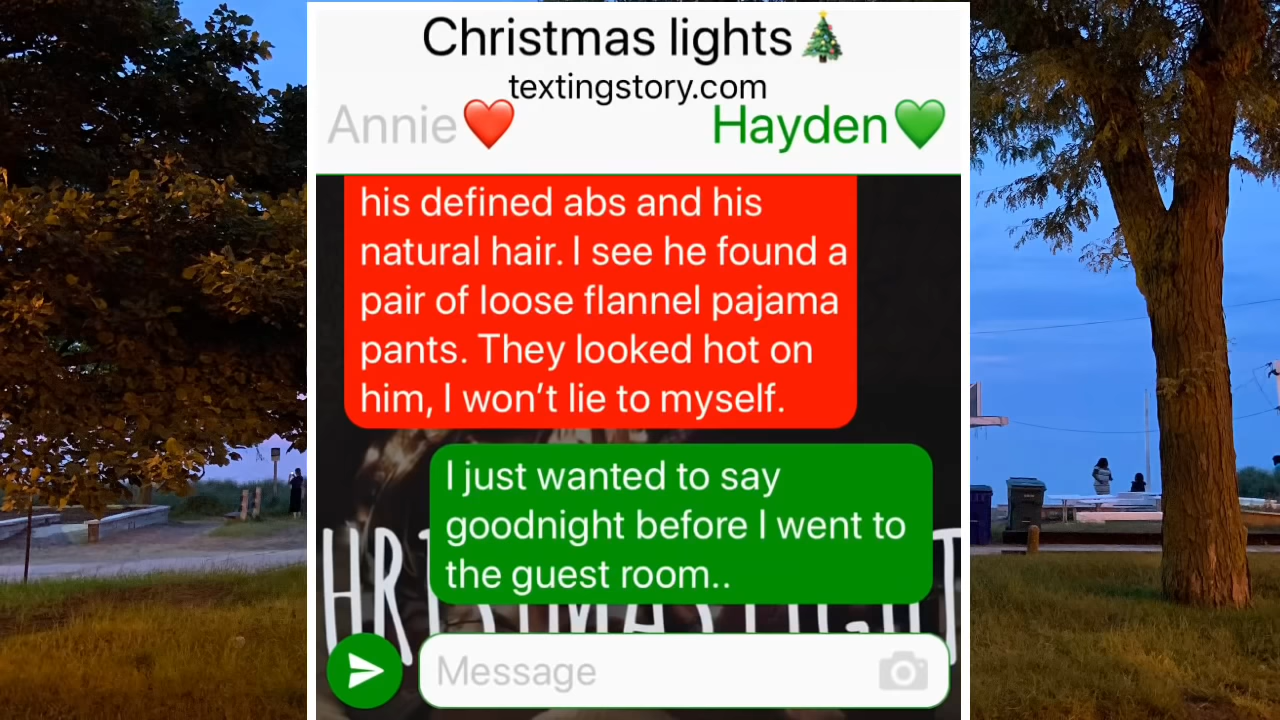 Christmas lights🎄
textingstory.com
Annie❤️ Hayden💚
his defined abs and his
natural hair. I see he found a
pair of loose flannel pajama
pants. They looked hot on
him, I won’t lie to myself.
I just wanted to say
goodnight before I went to
the guest room..
CHRISTMAS LIGHT
Message